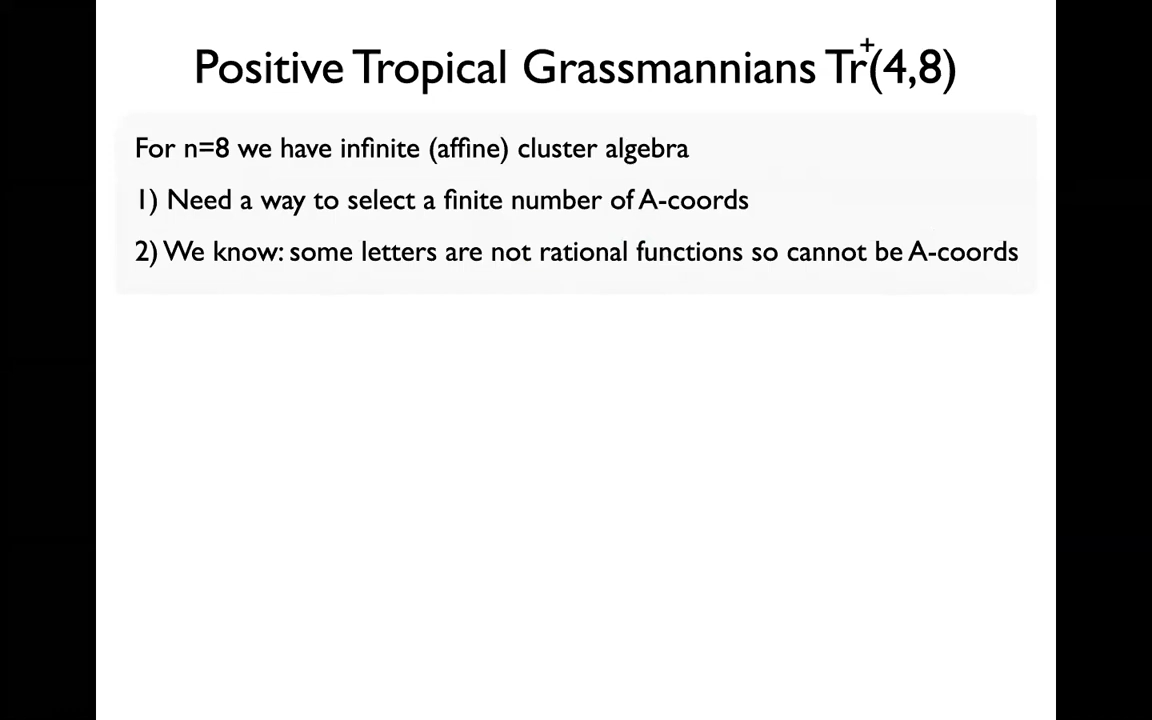 Positive Tropical Grassmannians Tr⁺(4,8)
For n=8 we have infinite (affine) cluster algebra
1) Need a way to select a finite number of A-coords
2) We know: some letters are not rational functions so cannot be A-coords